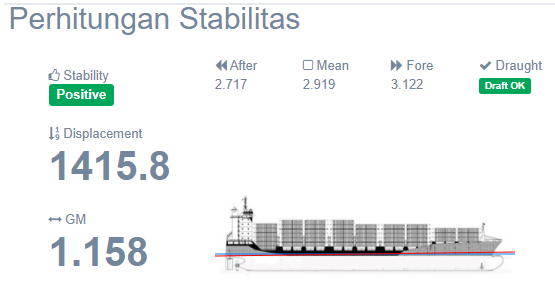 Perhitungan Stabilitas
Stability
Positive
After
2.717
Mean
2.919
Fore
3.122
Draught
Draft OK
Displacement
1415.8
GM
1.158